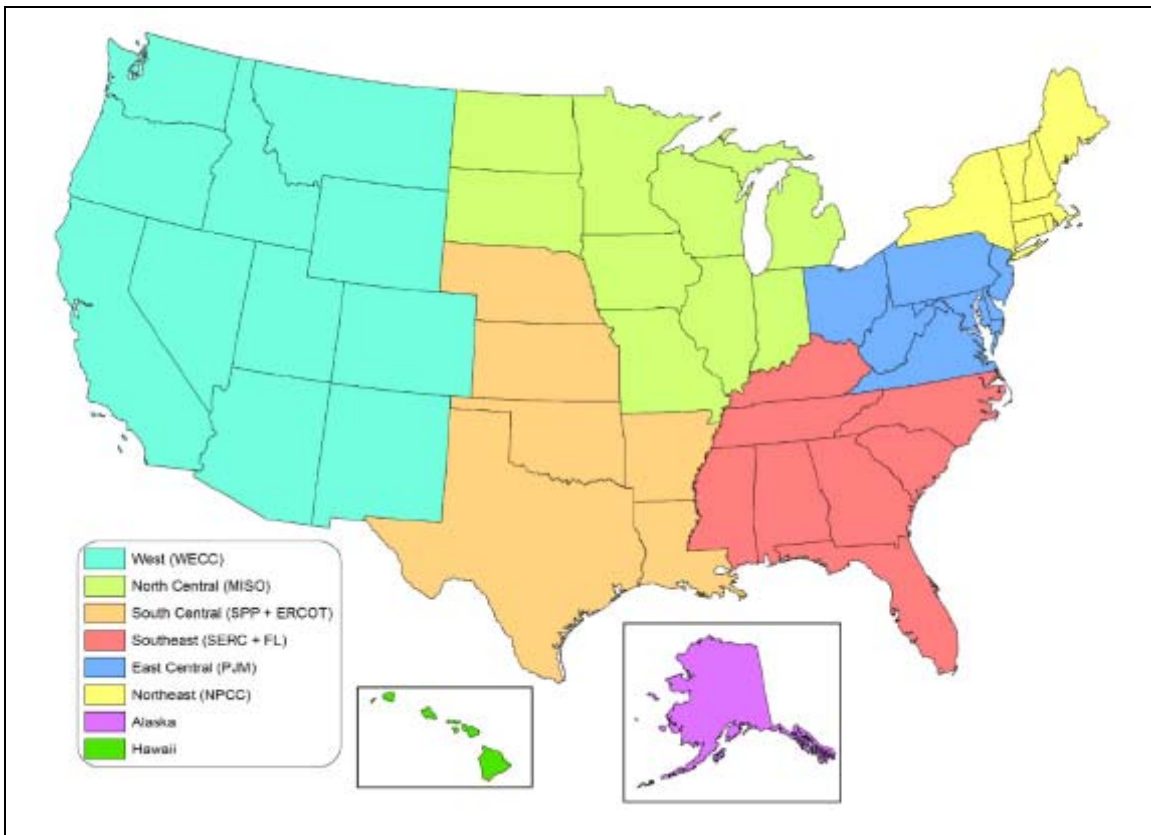 West (WECC)
North Central (MISO)
South Central (SPP + ERCOT)
Southeast (SERC + FL)
East Central (PJM)
Northeast (NPCC)
Alaska
Hawaii